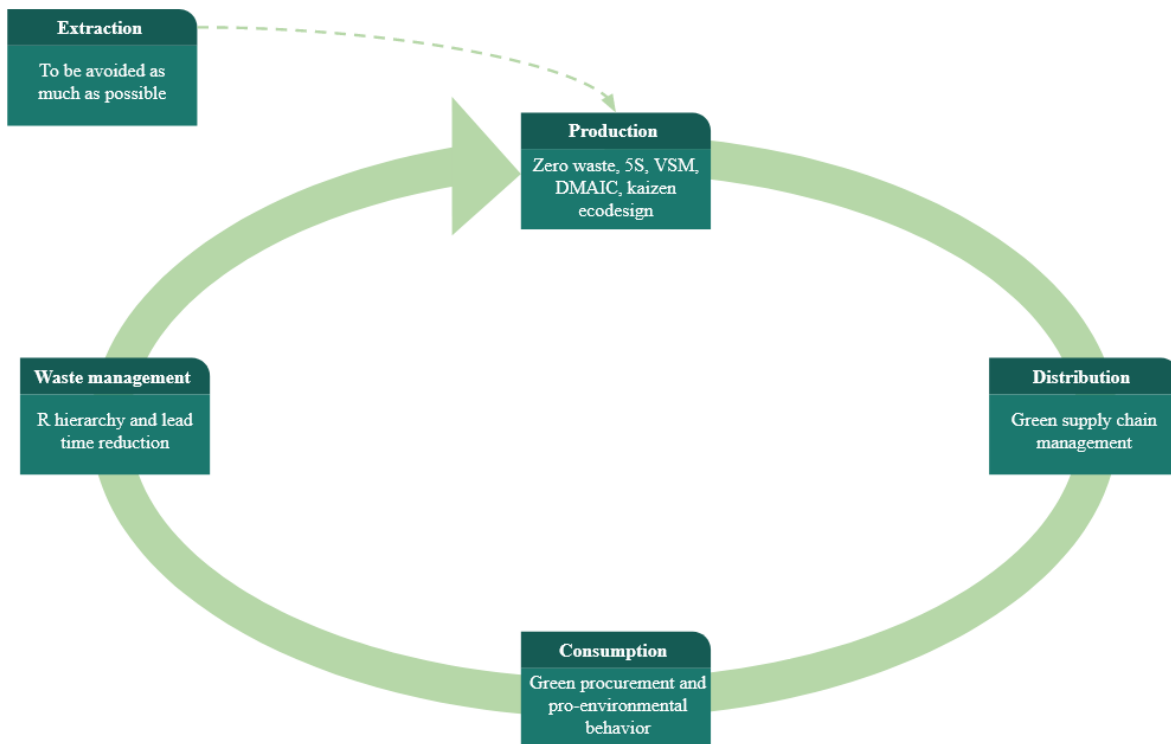 Extraction
To be avoided as
much as possible
Production
Zero waste, 5S, VSM,
DMAIC, kaizen
ecodesign
Waste management
R hierarchy and lead
time reduction
Distribution
Green supply chain
management
Consumption
Green procurement and
pro-environmental
behavior